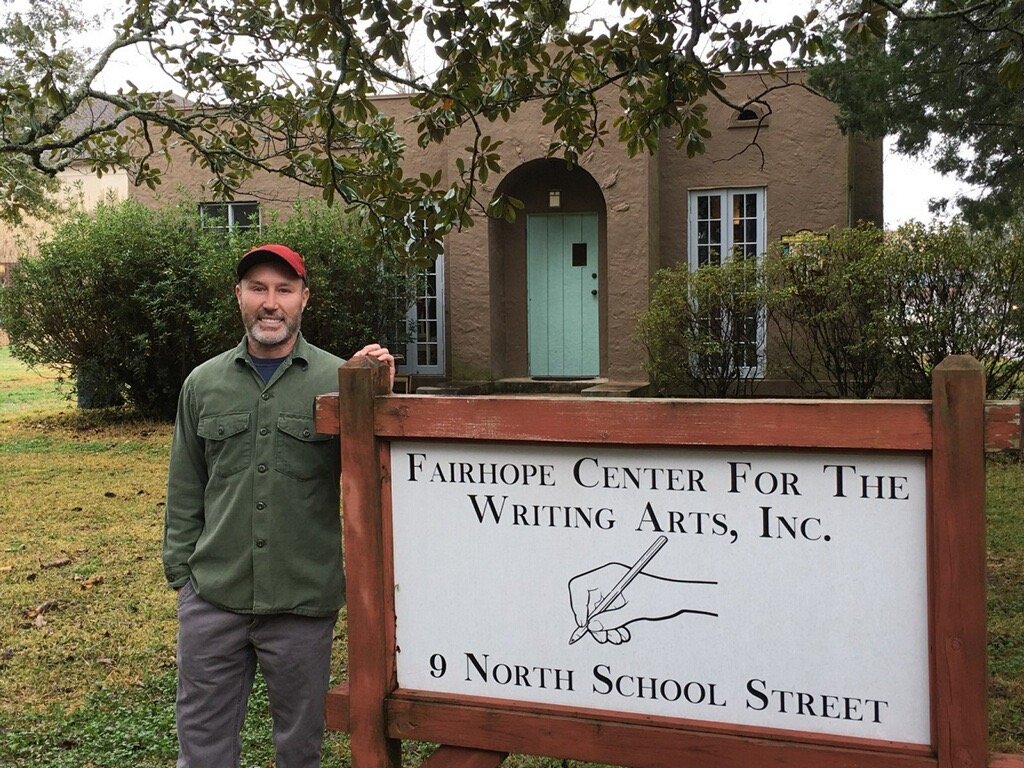 Fairhope Center For The
Writing Arts, Inc.
9 North School Street